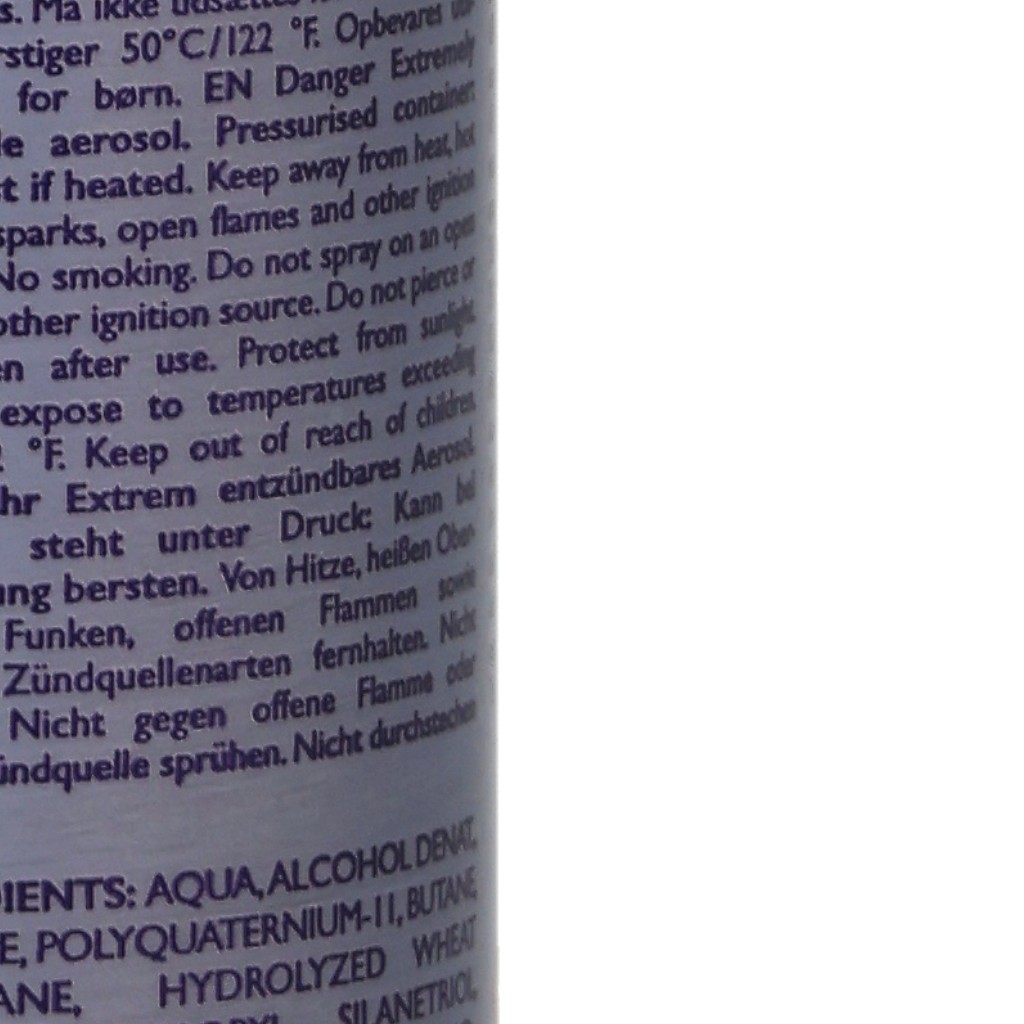 s. Må ikke udsættes
rstiger 50°C/122 °F. Opbevares
for børn. EN Danger Extremely
le aerosol. Pressurised container:
t if heated. Keep away from heat, hot
sparks, open flames and other ignition
No smoking. Do not spray on an open
other ignition source. Do not pierce or
en after use. Protect from sunlight.
expose to temperatures exceeding
°F. Keep out of reach of children.
hr Extrem entzündbares Aerosol.
steht unter Druck: Kann bei
ung bersten. Von Hitze, heißen Ober-
Funken, offenen Flammen sowie
Zündquellenarten fernhalten. Nicht
Nicht gegen offene Flamme oder
ündquelle sprühen. Nicht durchstechen
DIENTS: AQUA, ALCOHOL DENAT,
E, POLYQUATERNIUM-11, BUTANE,
ANE, HYDROLYZED WHEAT
SILANETRIOL,